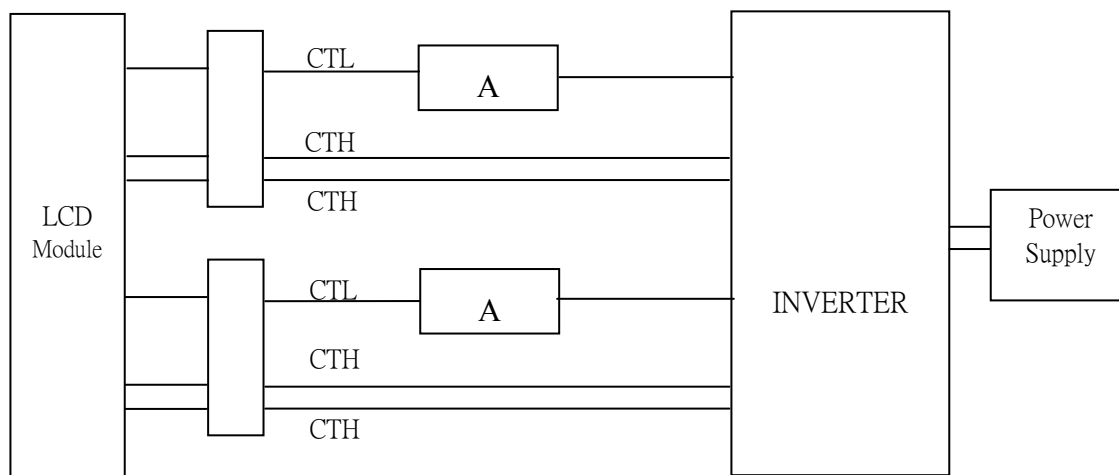 CTL
A
CTH
CTH
LCD
Module
Power
Supply
CTL
A
INVERTER
CTH
CTH